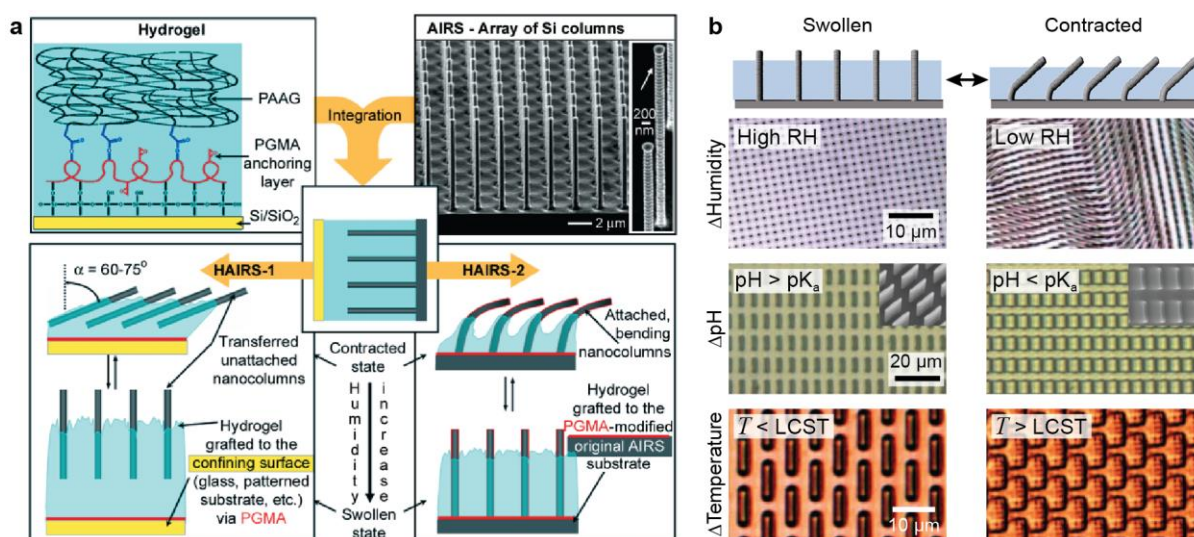 a
Hydrogel
PAAG
PGMA
anchoring
layer
Si/SiO2
Integration
AIRS - Array of Si columns
200
nm
2 µm
HAIRS-1
HAIRS-2
α = 60-75°
Transferred
unattached
nanocolumns
Hydrogel
grafted to the
confining surface
(glass, patterned
substrate, etc.)
via PGMA
Contracted
state
Humidity
increase
Swollen
state
Attached,
bending
nanocolumns
Hydrogel
grafted to the
PGMA-modified
original AIRS
substrate
b
Swollen
Contracted
ΔHumidity
High RH
10 µm
Low RH
ΔpH
pH > pKa
20 µm
pH < pKa
ΔTemperature
T < LCST
10 µm
T > LCST